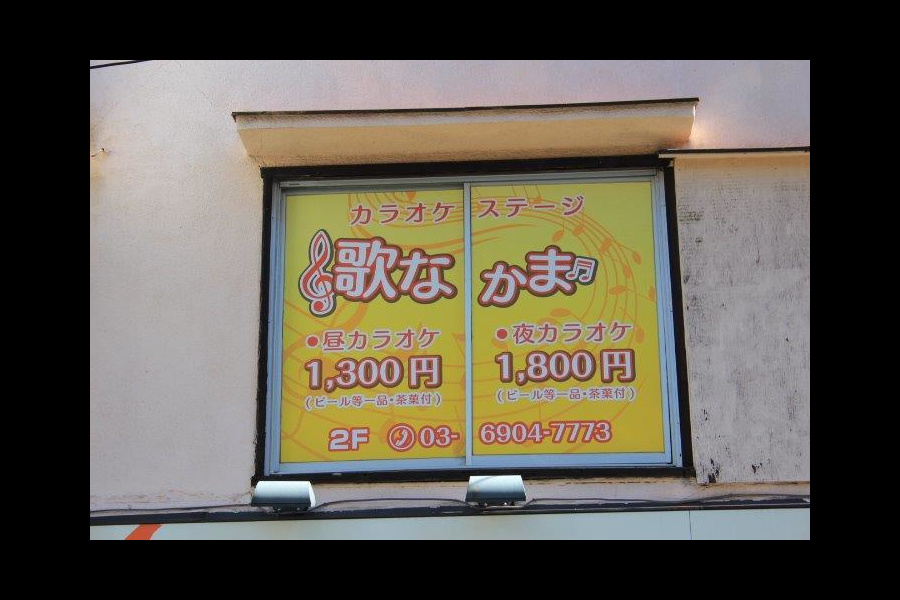 カラオケ ステージ
歌なかま
●昼カラオケ
1,300円
(ビール等一品・茶菓付)
●夜カラオケ
1,800円
(ビール等一品・茶菓付)
2F 03-6904-7773